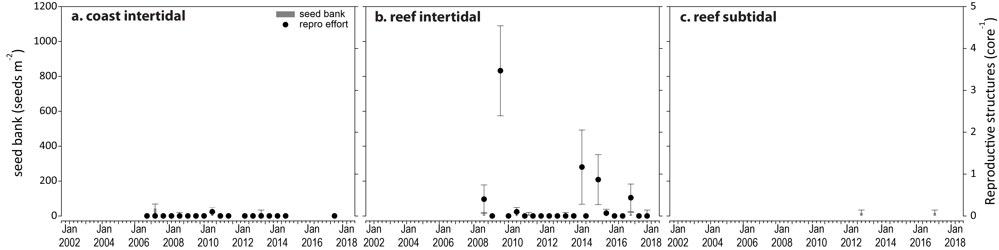 a. coast intertidal
seed bank
repro effort
b. reef intertidal
c. reef subtidal
seed bank (seeds m-2)
1200
1000
800
600
400
200
0
5
4
3
2
1
0
Reproductive structures (core-1)
Jan Jan Jan Jan Jan Jan Jan Jan Jan
2002 2004 2006 2008 2010 2012 2014 2016 2018
Jan Jan Jan Jan Jan Jan Jan Jan Jan
2002 2004 2006 2008 2010 2012 2014 2016 2018
Jan Jan Jan Jan Jan Jan Jan Jan Jan
2002 2004 2006 2008 2010 2012 2014 2016 2018